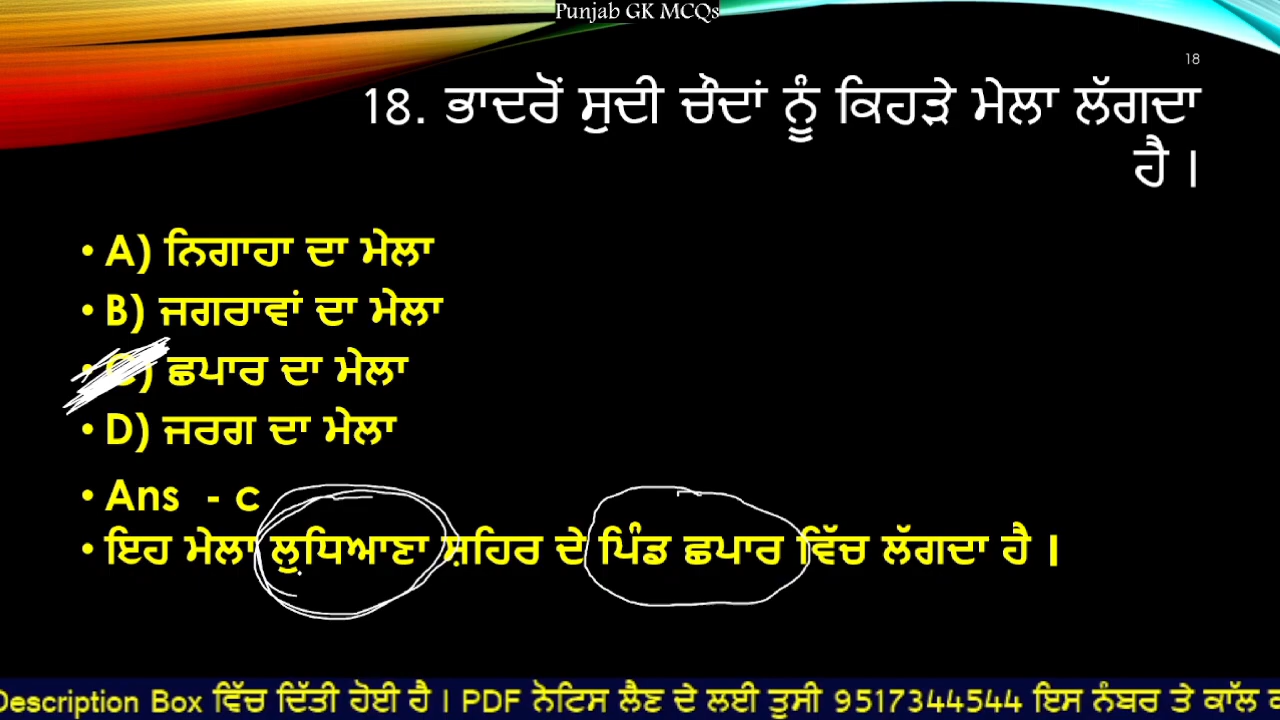 Punjab GK MCQs
18
18. ਭਾਦਰੋਂ ਸੁਦੀ ਚੌਦਾਂ ਨੂੰ ਕਿਹੜੇ ਮੇਲਾ ਲੱਗਦਾ
ਹੈ ।
• A) ਨਿਗਾਹਾ ਦਾ ਮੇਲਾ
• B) ਜਗਰਾਵਾਂ ਦਾ ਮੇਲਾ
• C) ਛਪਾਰ ਦਾ ਮੇਲਾ
• D) ਜਰਗ ਦਾ ਮੇਲਾ
• Ans - c
• ਇਹ ਮੇਲਾ ਲੁਧਿਆਣਾ ਸ਼ਹਿਰ ਦੇ ਪਿੰਡ ਛਪਾਰ ਵਿੱਚ ਲੱਗਦਾ ਹੈ ।
Description Box ਵਿੱਚ ਦਿੱਤੀ ਹੋਈ ਹੈ । PDF ਨੋਟਿਸ ਲੈਣ ਦੇ ਲਈ ਤੁਸੀ 9517344544 ਇਸ ਨੰਬਰ ਤੇ ਕਾੱਲ